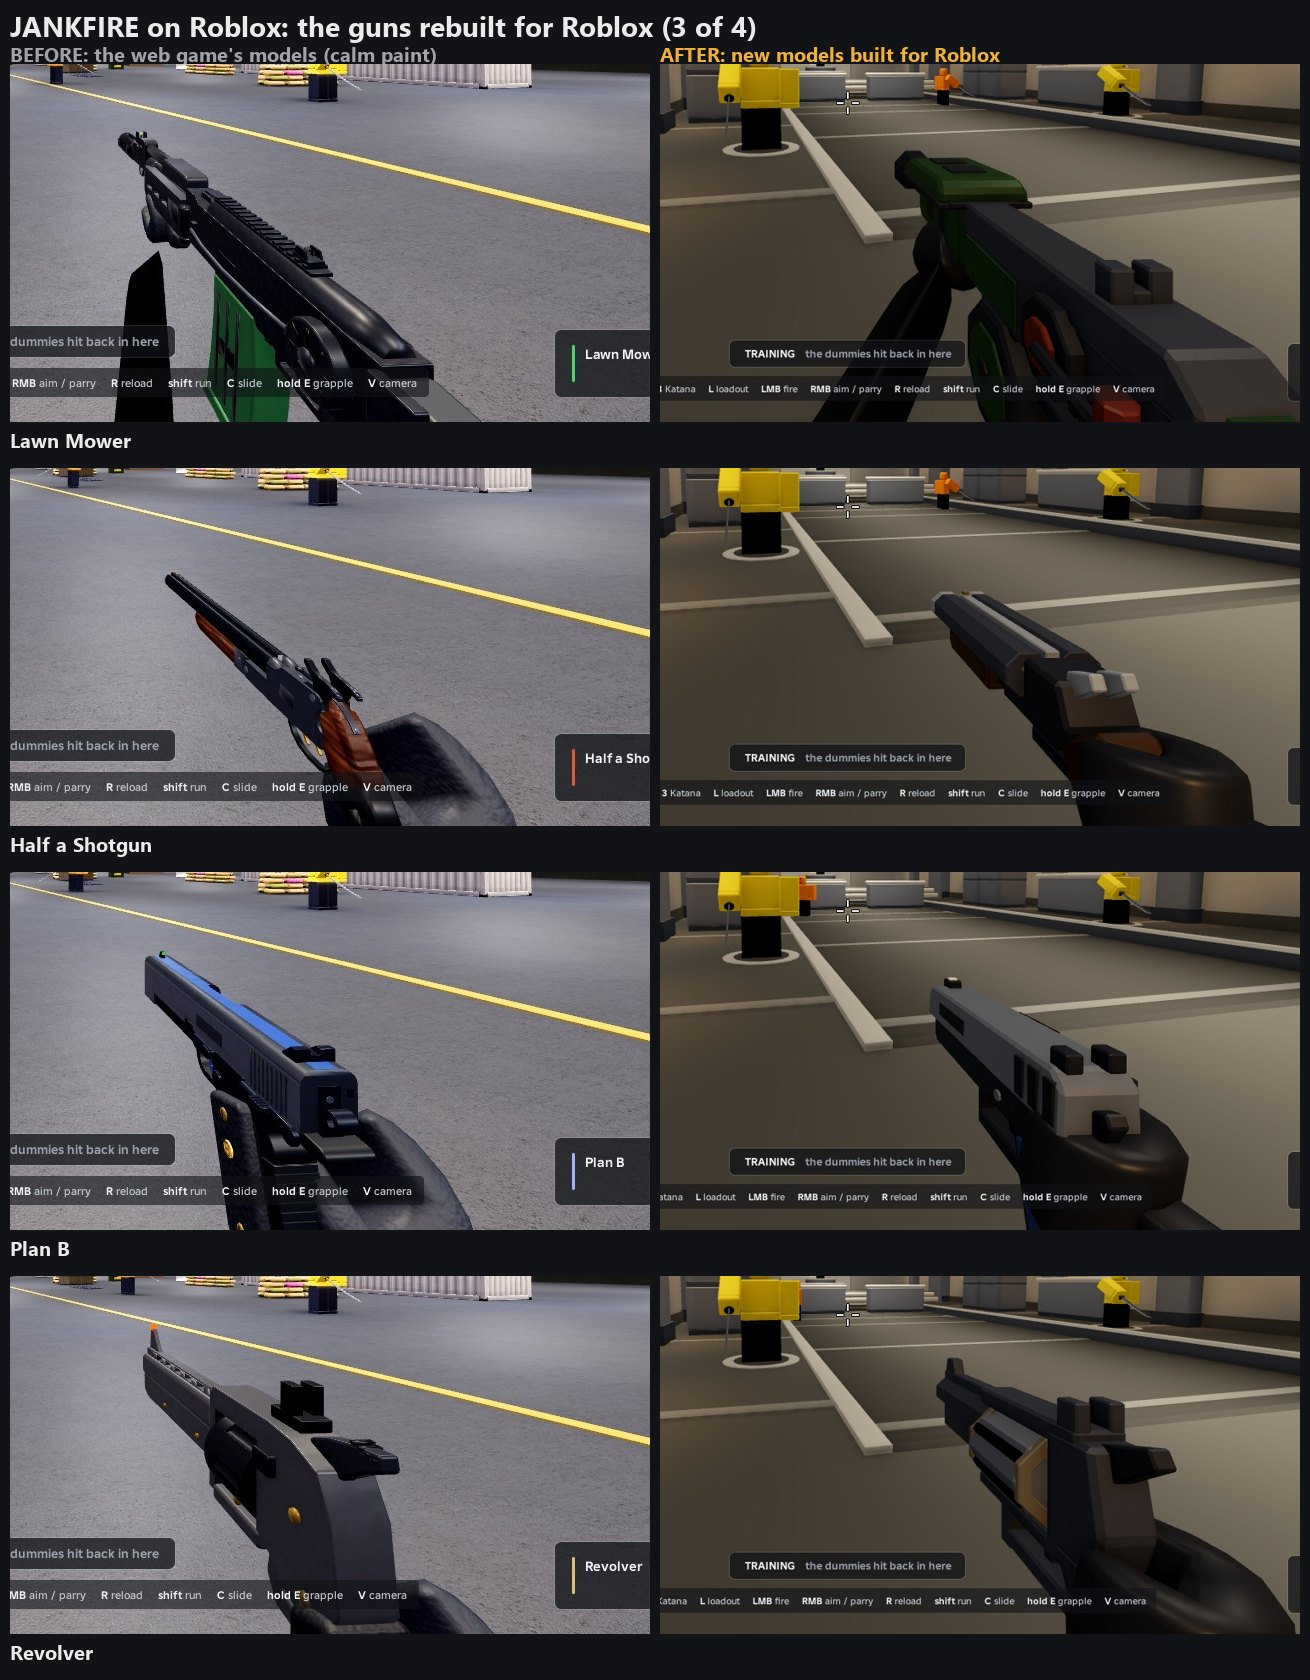 JANKFIRE on Roblox: the guns rebuilt for Roblox (3 of 4)
BEFORE: the web game's models (calm paint)
AFTER: new models built for Roblox
dummies hit back in here
RMB aim / parry R reload shift run C slide hold E grapple V camera
Lawn Mow
TRAINING the dummies hit back in here
Katana L loadout LMB fire RMB aim / parry R reload shift run C slide hold E grapple V camera
Lawn Mower
dummies hit back in here
RMB aim / parry R reload shift run C slide hold E grapple V camera
Half a Sho
TRAINING the dummies hit back in here
3 Katana L loadout LMB fire RMB aim / parry R reload shift run C slide hold E grapple V camera
Half a Shotgun
dummies hit back in here
RMB aim / parry R reload shift run C slide hold E grapple V camera
Plan B
TRAINING the dummies hit back in here
atana L loadout LMB fire RMB aim / parry R reload shift run C slide hold E grapple V camera
Plan B
dummies hit back in here
MB aim / parry R reload shift run C slide hold E grapple V camera
Revolver
TRAINING the dummies hit back in here
Katana L loadout LMB fire RMB aim / parry R reload shift run C slide hold E grapple V camera
Revolver